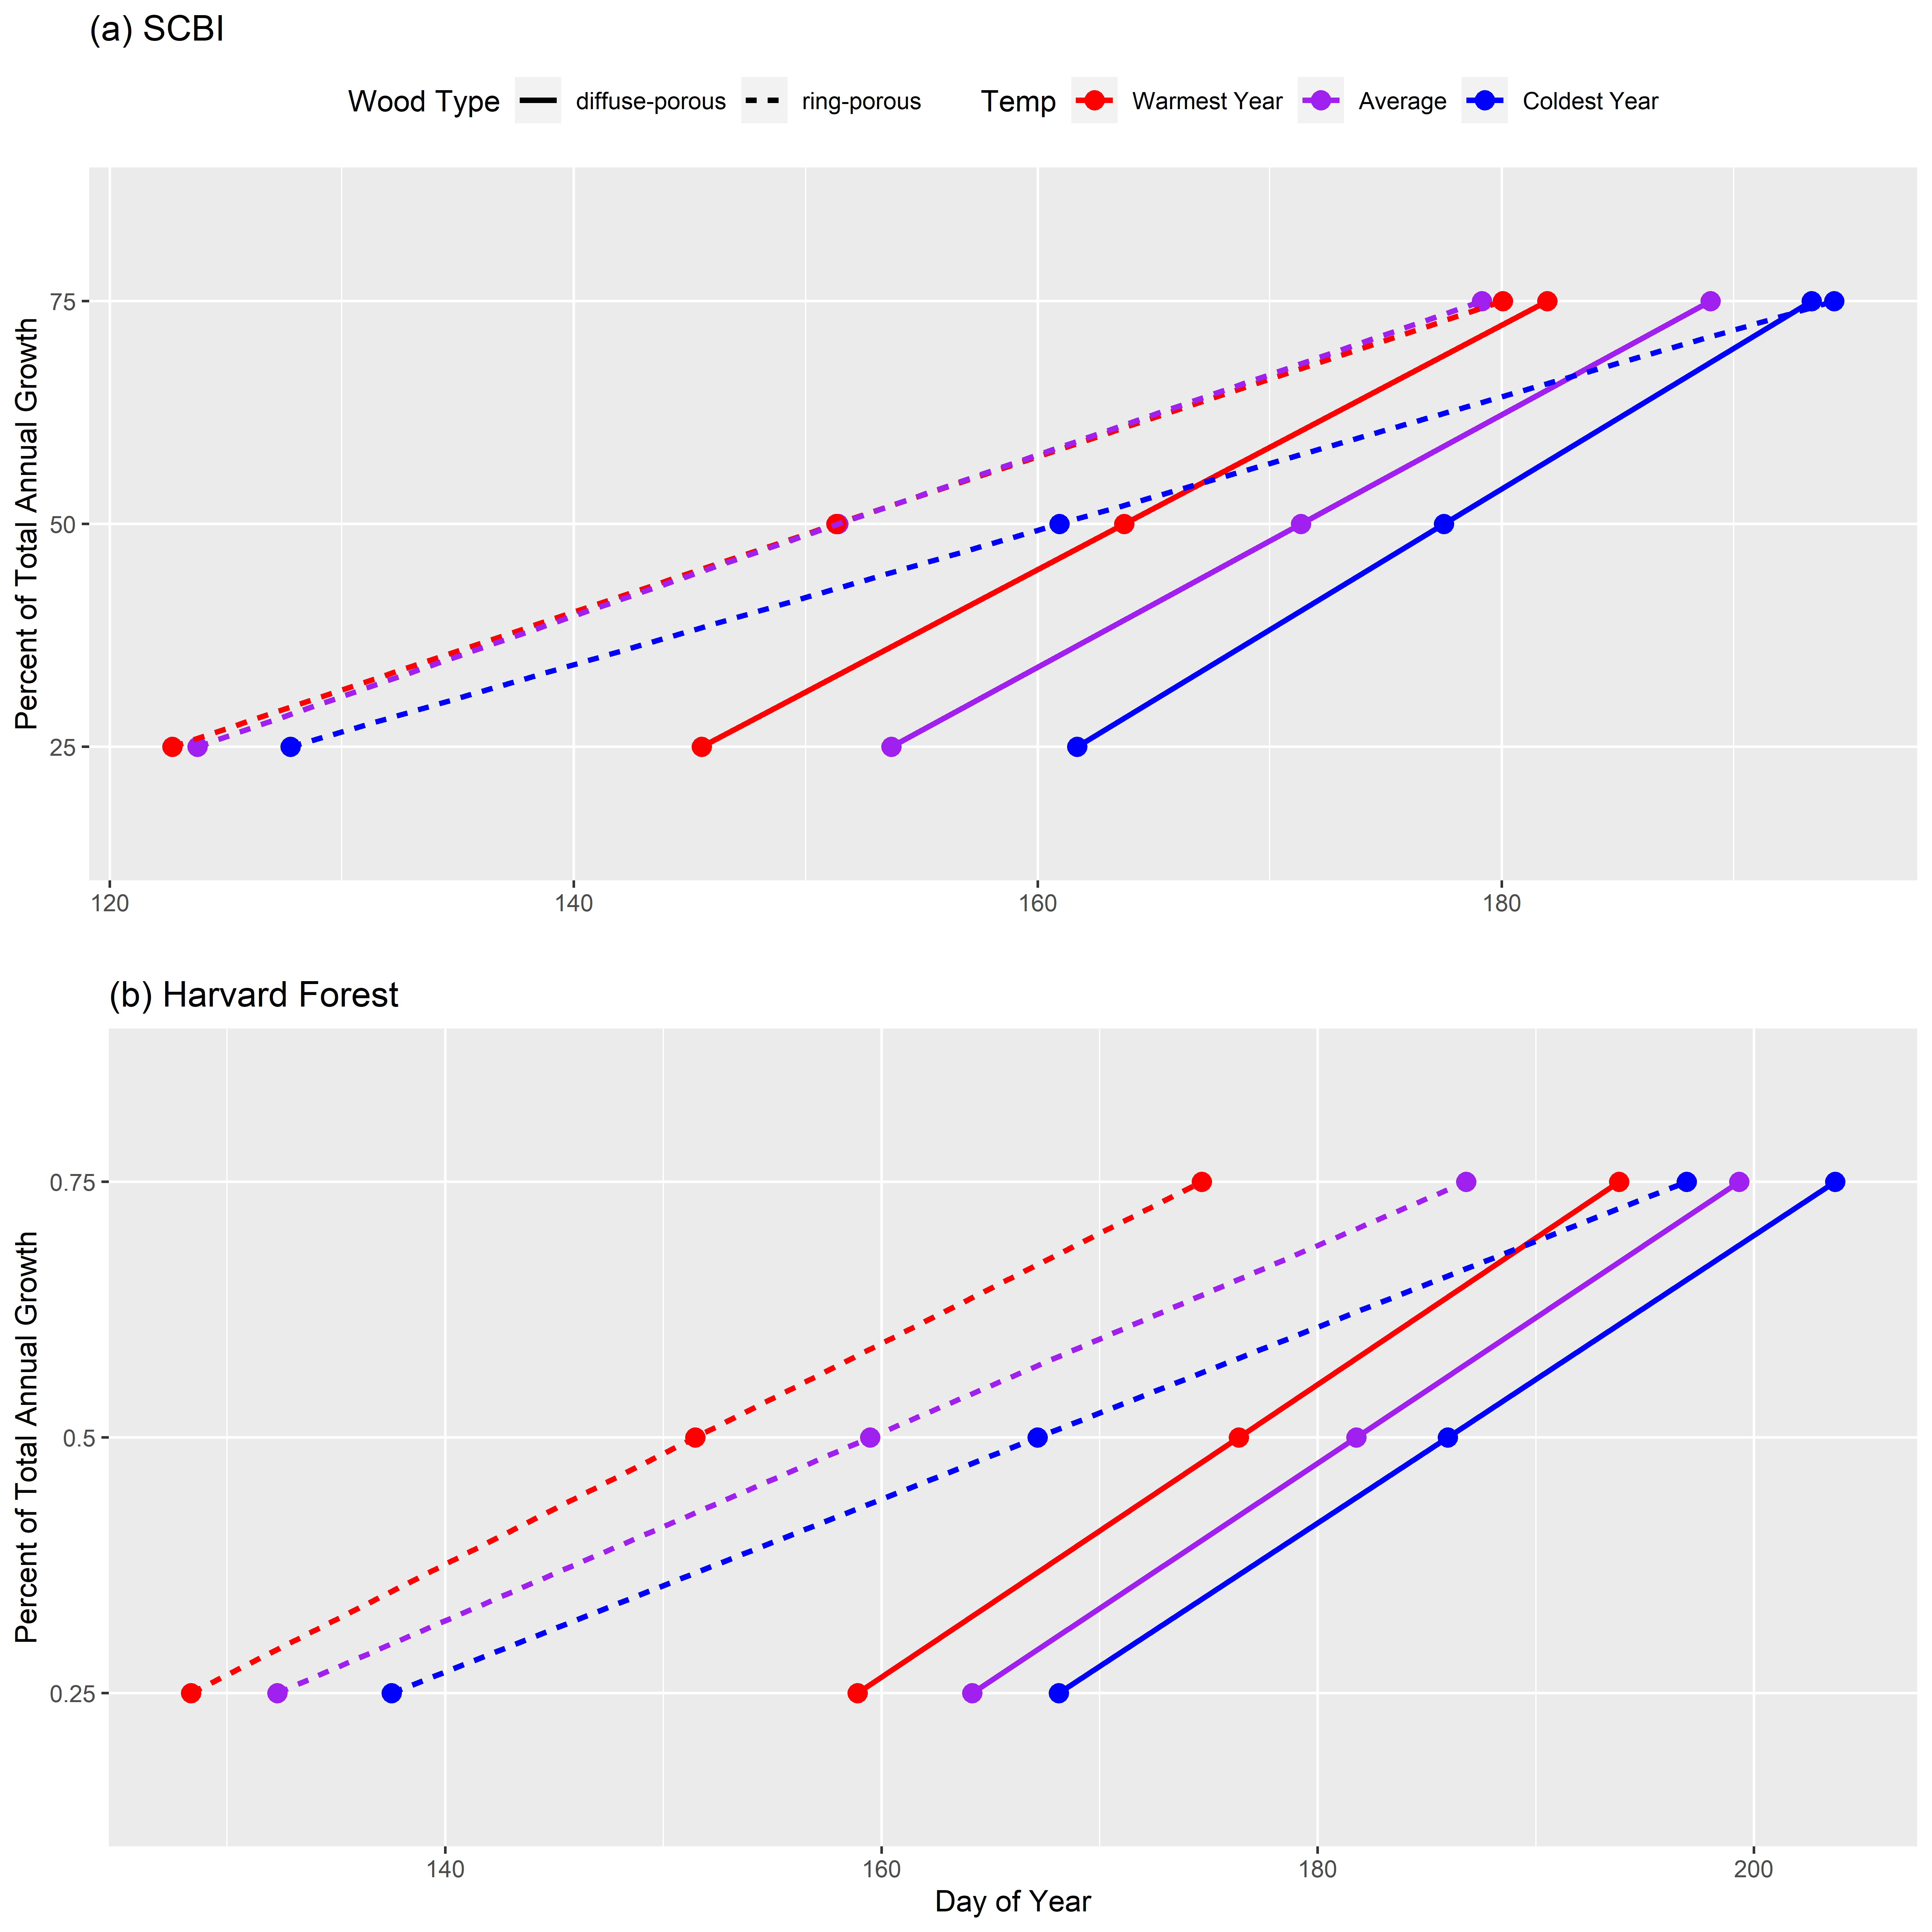 (a) SCBI
Wood Type diffuse-porous ring-porous Temp Warmest Year Average Coldest Year
Percent of Total Annual Growth
75
50
25
120 140 160 180
(b) Harvard Forest
Percent of Total Annual Growth
0.75
0.5
0.25
140 160 180 200
Day of Year